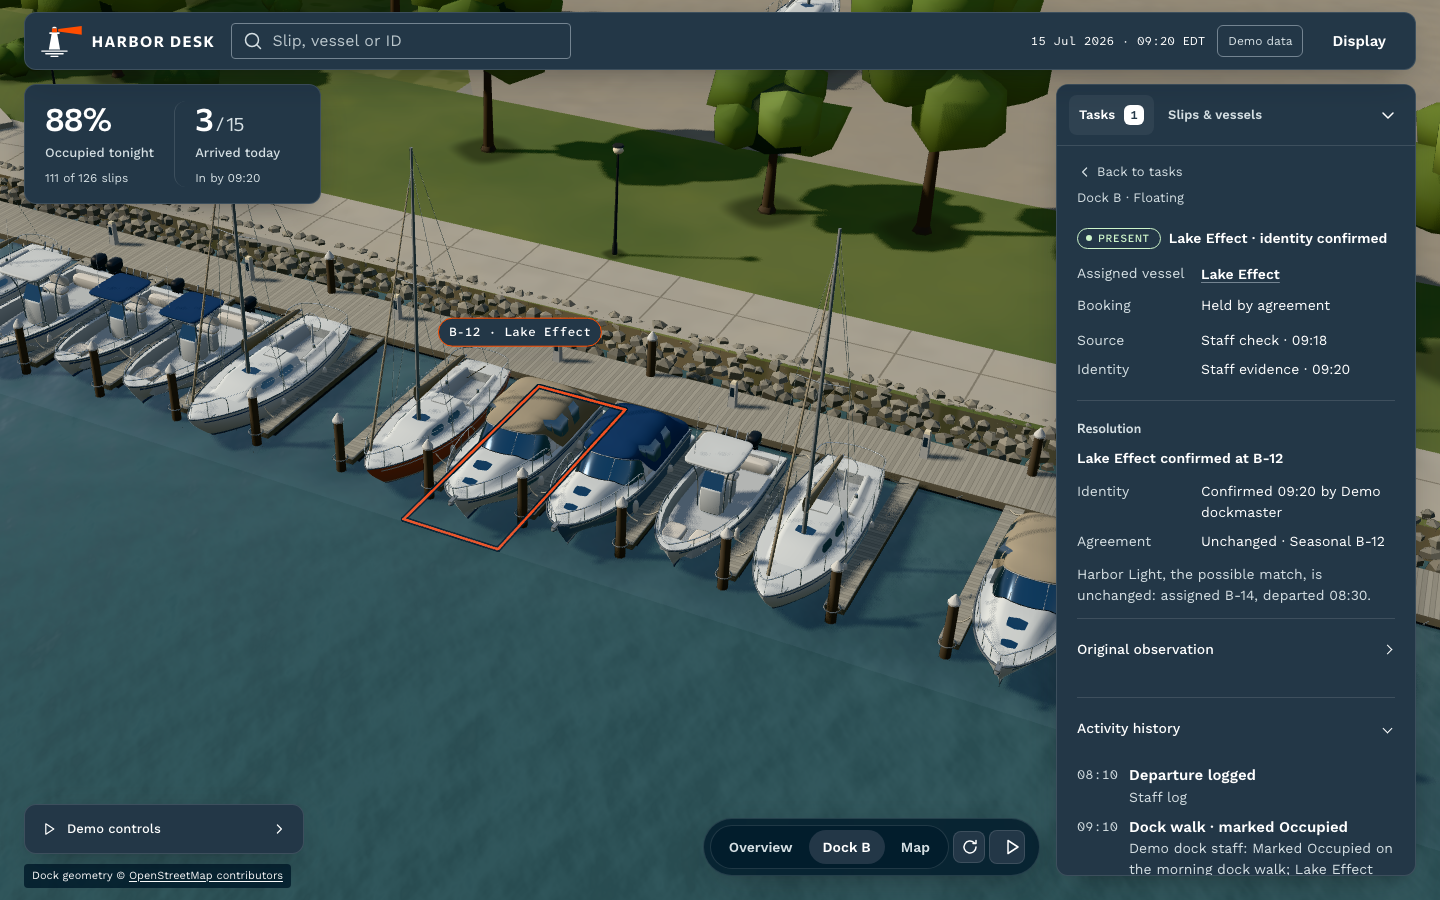 HARBOR DESK
Slip, vessel or ID
15 Jul 2026 · 09:20 EDT
Demo data
Display
88%
Occupied tonight
111 of 126 slips
3/15
Arrived today
In by 09:20
Tasks 1
Slips & vessels
Back to tasks
Dock B · Floating
PRESENT Lake Effect · identity confirmed
Assigned vessel Lake Effect
Booking Held by agreement
Source Staff check · 09:18
Identity Staff evidence · 09:20
Resolution
Lake Effect confirmed at B-12
Identity Confirmed 09:20 by Demo
dockmaster
Agreement Unchanged · Seasonal B-12
Harbor Light, the possible match, is
unchanged: assigned B-14, departed 08:30.
Original observation
Activity history
08:10 Departure logged
Staff log
09:10 Dock walk · marked Occupied
Demo dock staff: Marked Occupied on
the morning dock walk; Lake Effect
B-12 · Lake Effect
Demo controls
Dock geometry © OpenStreetMap contributors
Overview
Dock B
Map